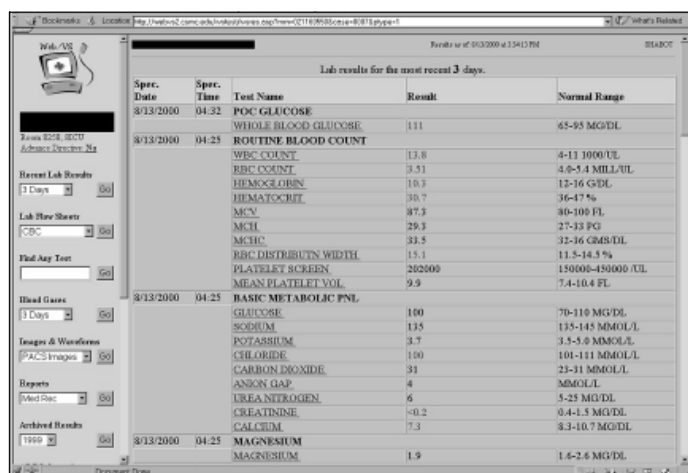 Bookmarks Location: What's Related
Web/VS
Results as of: 8/13/2000 at 3:34:13 PM SHABOT
Lab results for the most recent 3 days.
Room 8258, 8ICU
Advance Directive: Na
Recent Lab Results
3 Days Go
Lab Flow Sheets
CBC Go
Find Any Test
Go
Blood Gases
3 Days Go
Images & Waveforms
PACS Images Go
Reports
Med Rec Go
Archived Results
1999 Go
Spec. Date Spec. Time Test Name Result Normal Range
8/13/2000 04:32 POC GLUCOSE
WHOLE BLOOD GLUCOSE 111 65-95 MG/DL
8/13/2000 04:25 ROUTINE BLOOD COUNT
WBC COUNT 13.8 4-11 1000/UL
RBC COUNT 3.51 4.0-5.4 MILL/UL
HEMOGLOBIN 10.3 12-16 G/DL
HEMATOCRIT 30.7 36-47 %
MCV 87.3 80-100 FL
MCH 29.3 27-33 PG
MCHC 33.5 32-36 GMS/DL
RBC DISTRIBUTN WIDTH 15.1 11.5-14.5 %
PLATELET SCREEN 202000 150000-450000 /UL
MEAN PLATELET VOL 9.9 7.4-10.4 FL
8/13/2000 04:25 BASIC METABOLIC PNL
GLUCOSE 100 70-110 MG/DL
SODIUM 135 135-145 MMOL/L
POTASSIUM 3.7 3.5-5.0 MMOL/L
CHLORIDE 100 101-111 MMOL/L
CARBON DIOXIDE 31 23-31 MMOL/L
ANION GAP 4 MMOL/L
UREA NITROGEN 6 5-25 MG/DL
CREATININE <0.2 0.4-1.5 MG/DL
CALCIUM 7.3 8.3-10.7 MG/DL
8/13/2000 04:25 MAGNESIUM
MAGNESIUM 1.9 1.6-2.6 MG/DL
Document Done